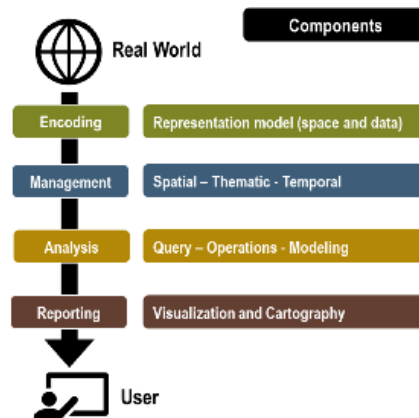 Components
Real World
Encoding
Representation model (space and data)
Management
Spatial – Thematic - Temporal
Analysis
Query – Operations - Modeling
Reporting
Visualization and Cartography
User